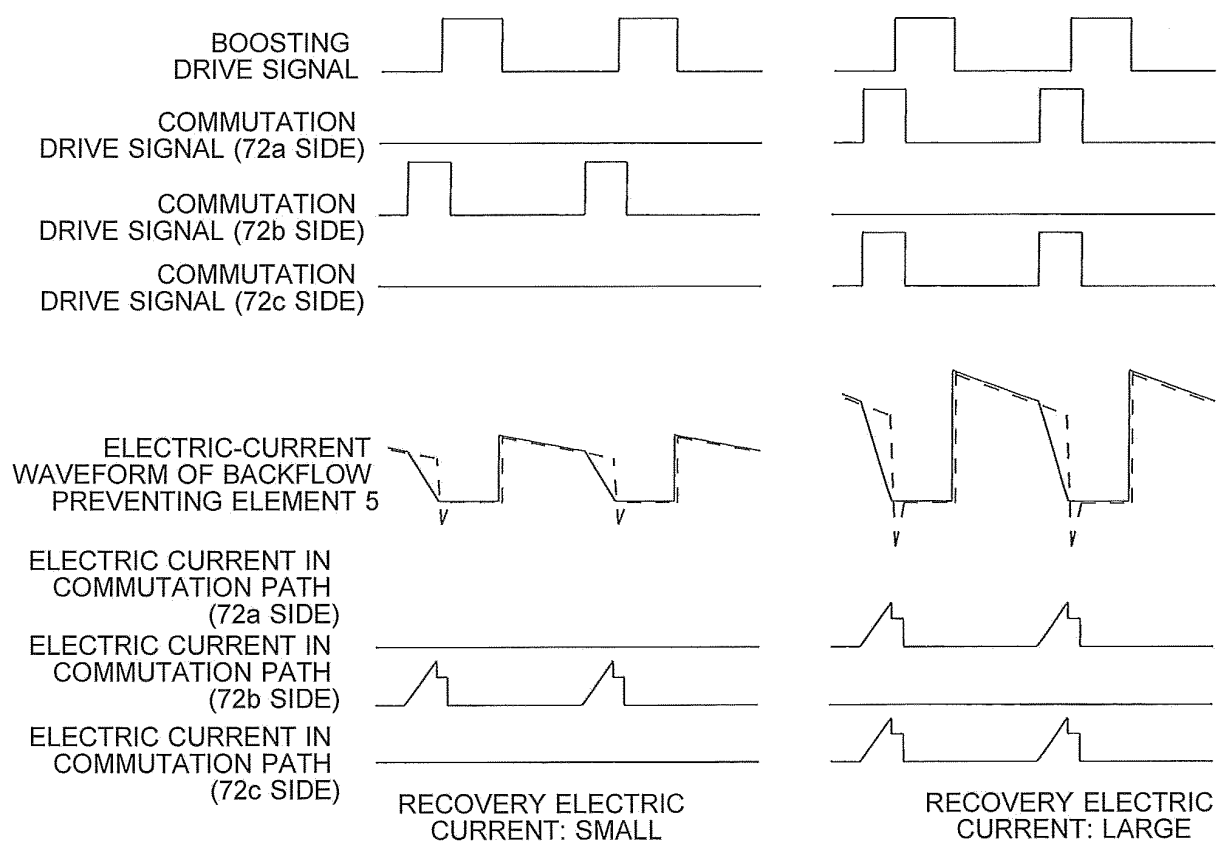 BOOSTING
DRIVE SIGNAL
COMMUTATION
DRIVE SIGNAL (72a SIDE)
COMMUTATION
DRIVE SIGNAL (72b SIDE)
COMMUTATION
DRIVE SIGNAL (72c SIDE)
ELECTRIC-CURRENT
WAVEFORM OF BACKFLOW
PREVENTING ELEMENT 5
ELECTRIC CURRENT IN
COMMUTATION PATH
(72a SIDE)
ELECTRIC CURRENT IN
COMMUTATION PATH
(72b SIDE)
ELECTRIC CURRENT IN
COMMUTATION PATH
(72c SIDE)
RECOVERY ELECTRIC
CURRENT: SMALL
RECOVERY ELECTRIC
CURRENT: LARGE